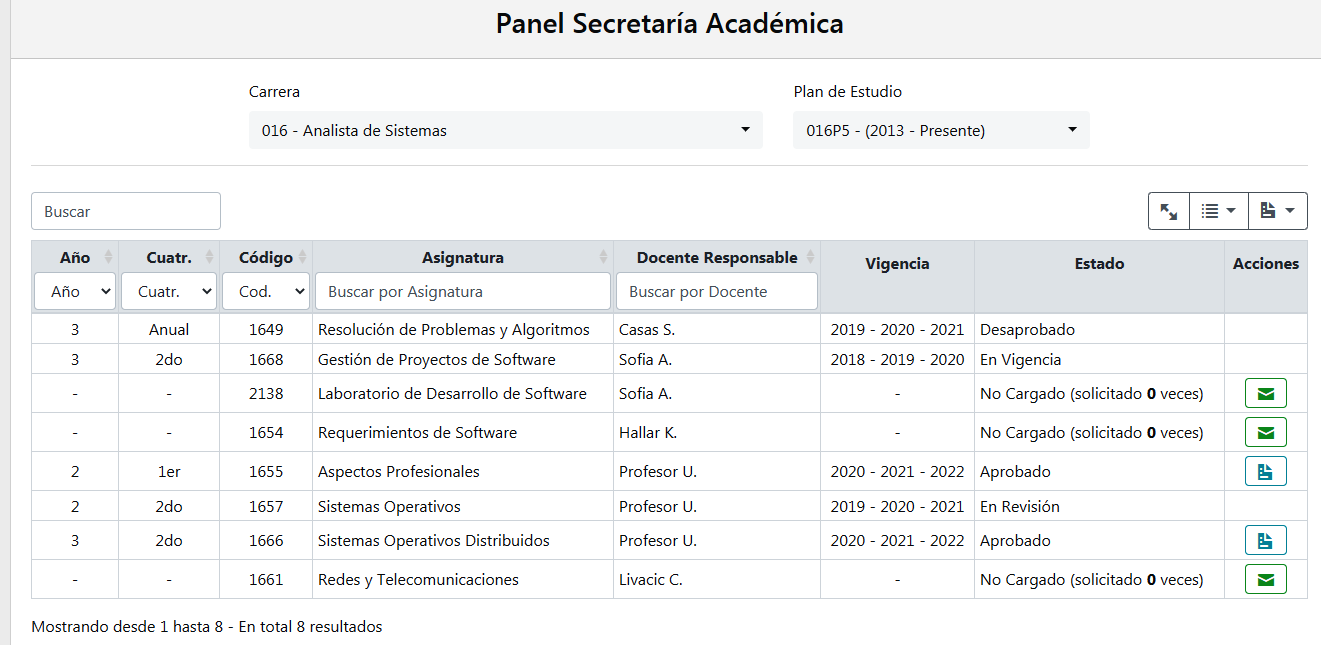 Panel Secretaría Académica
Carrera Plan de Estudio
016 - Analista de Sistemas 016P5 - (2013 - Presente)
Buscar
Año Cuatr. Código Asignatura Docente Responsable Vigencia Estado Acciones
Año Cuatr. Cod. Buscar por Asignatura Buscar por Docente
3 Anual 1649 Resolución de Problemas y Algoritmos Casas S. 2019 - 2020 - 2021 Desaprobado
3 2do 1668 Gestión de Proyectos de Software Sofia A. 2018 - 2019 - 2020 En Vigencia
- - 2138 Laboratorio de Desarrollo de Software Sofia A. - No Cargado (solicitado 0 veces)
- - 1654 Requerimientos de Software Hallar K. - No Cargado (solicitado 0 veces)
2 1er 1655 Aspectos Profesionales Profesor U. 2020 - 2021 - 2022 Aprobado
2 2do 1657 Sistemas Operativos Profesor U. 2019 - 2020 - 2021 En Revisión
3 2do 1666 Sistemas Operativos Distribuidos Profesor U. 2020 - 2021 - 2022 Aprobado
- - 1661 Redes y Telecomunicaciones Livacic C. - No Cargado (solicitado 0 veces)
Mostrando desde 1 hasta 8 - En total 8 resultados